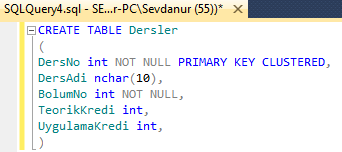 SQLQuery4.sql - SE...r-PC\Sevdanur (55))*
CREATE TABLE Dersler
(
DersNo int NOT NULL PRIMARY KEY CLUSTERED,
DersAdi nchar(10),
BolumNo int NOT NULL,
TeorikKredi int,
UygulamaKredi int,
)